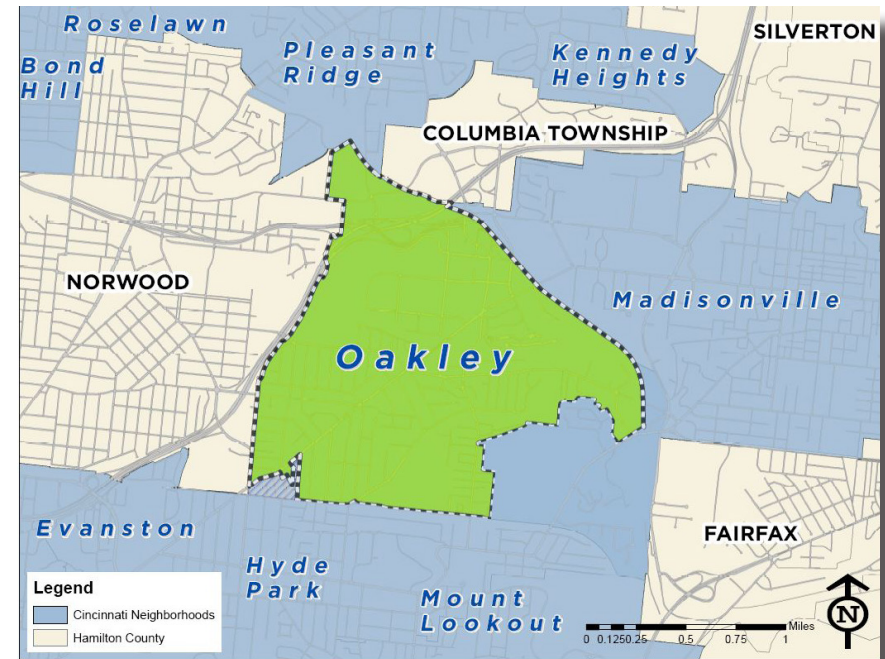 Roselawn
SILVERTON
Pleasant
Ridge
Kennedy
Heights
Bond
Hill
COLUMBIA TOWNSHIP
NORWOOD
Madisonville
Oakley
Evanston
FAIRFAX
Hyde
Park
Mount
Lookout
Legend
Cincinnati Neighborhoods
Hamilton County
Miles
0 0.1250.25 0.5 0.75 1
N